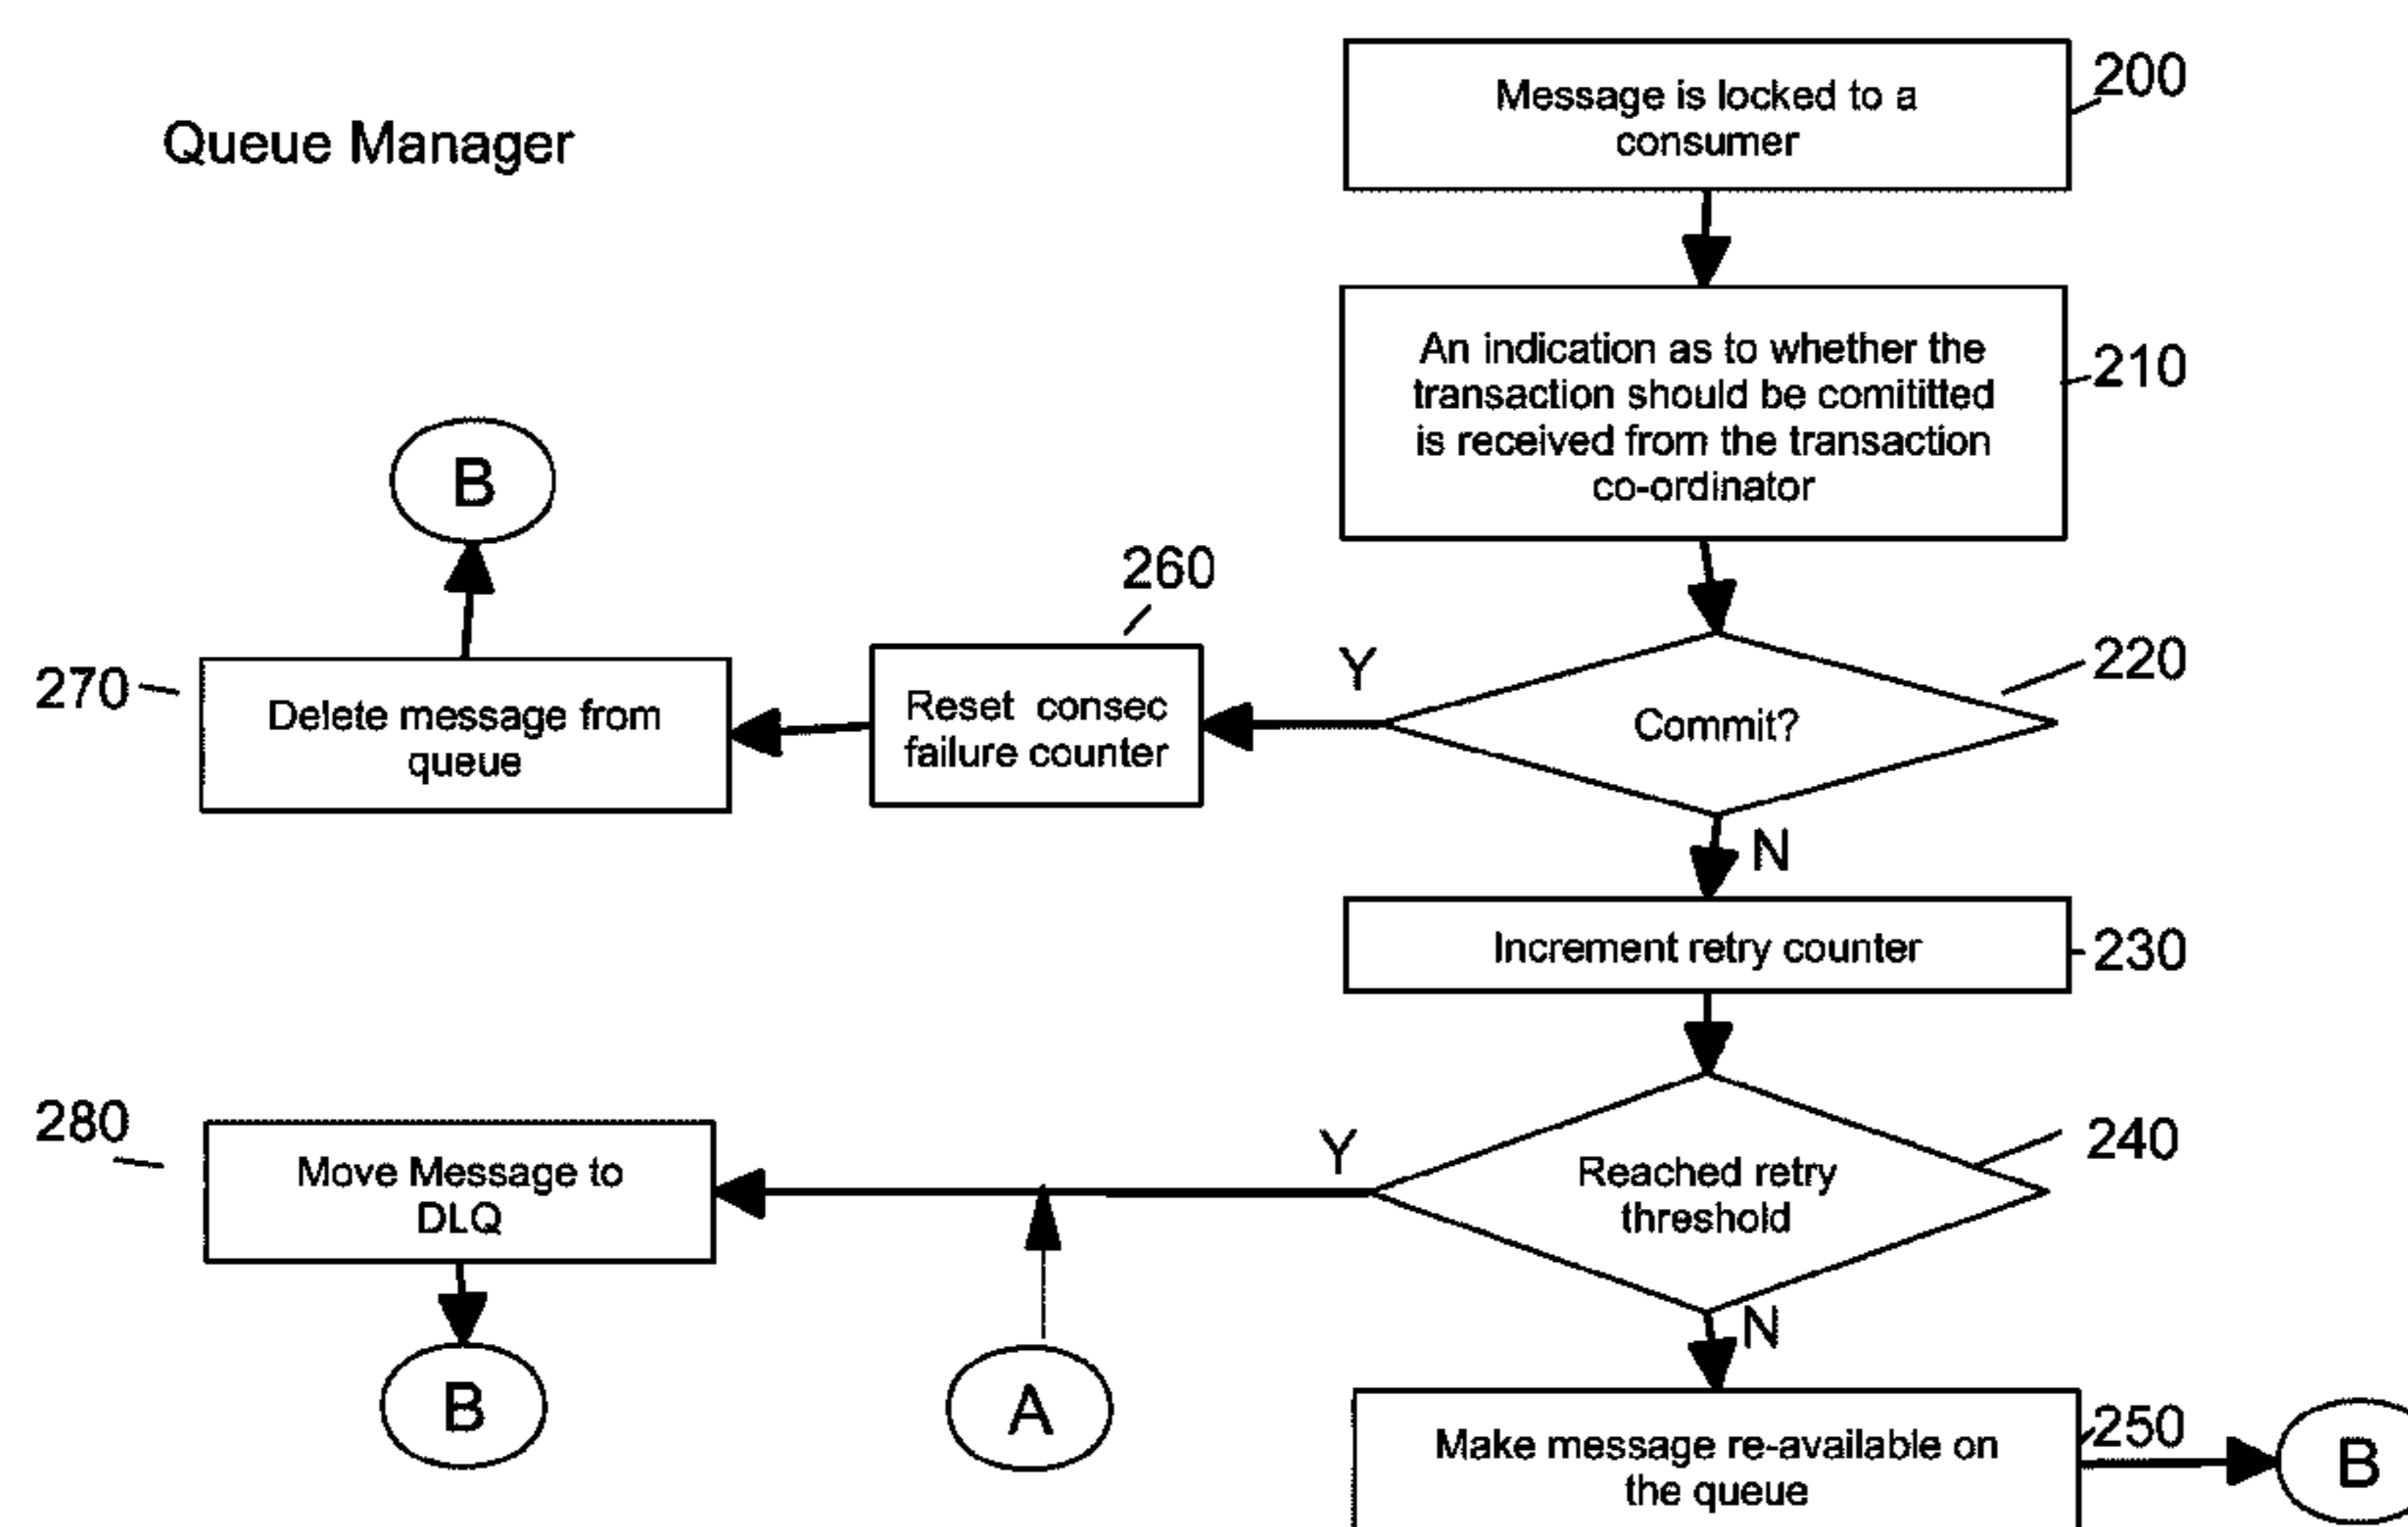 Queue Manager
Message is locked to a
consumer
200
An indication as to whether the
transaction should be comititted
is received from the transaction
co-ordinator
210
B
260
220
Y
Commit?
Reset consec
failure counter
270
Delete message from
queue
N
Increment retry counter
230
280
Move Message to
DLQ
Y
Reached retry
threshold
240
N
B
A
Make message re-available on
the queue
250
B